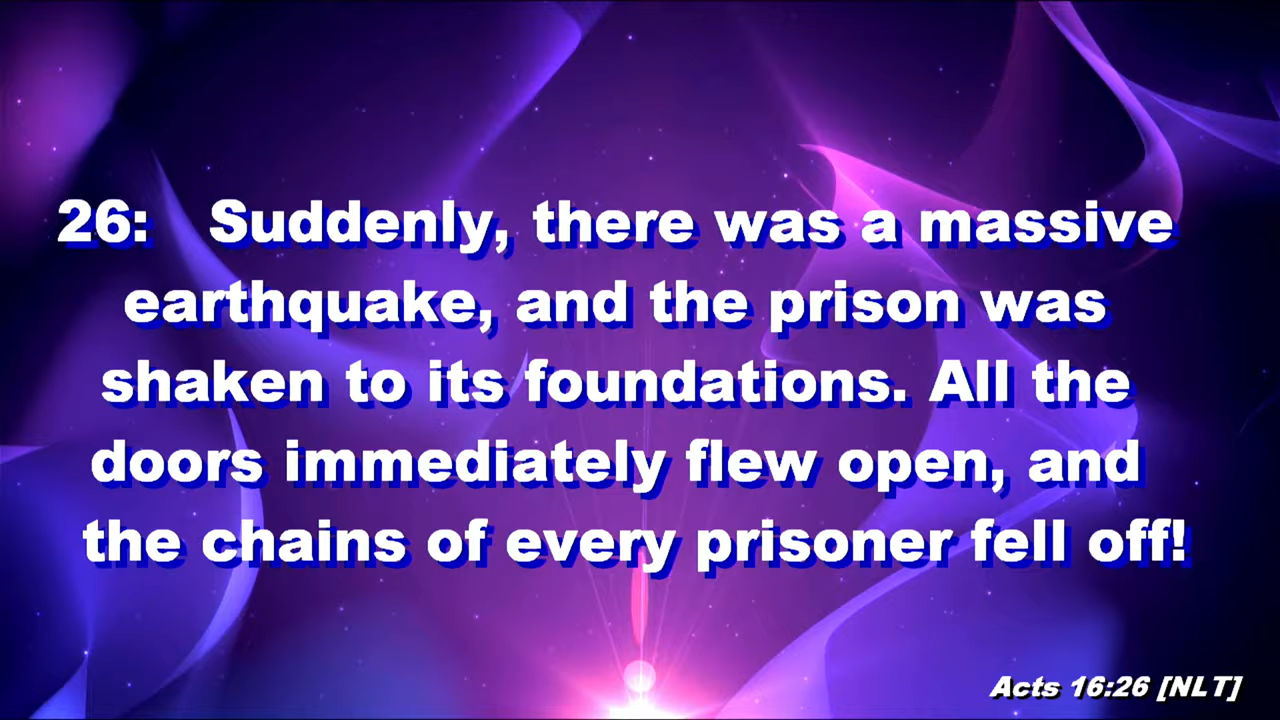 26: Suddenly, there was a massive
earthquake, and the prison was
shaken to its foundations. All the
doors immediately flew open, and
the chains of every prisoner fell off!
Acts 16:26 [NLT]